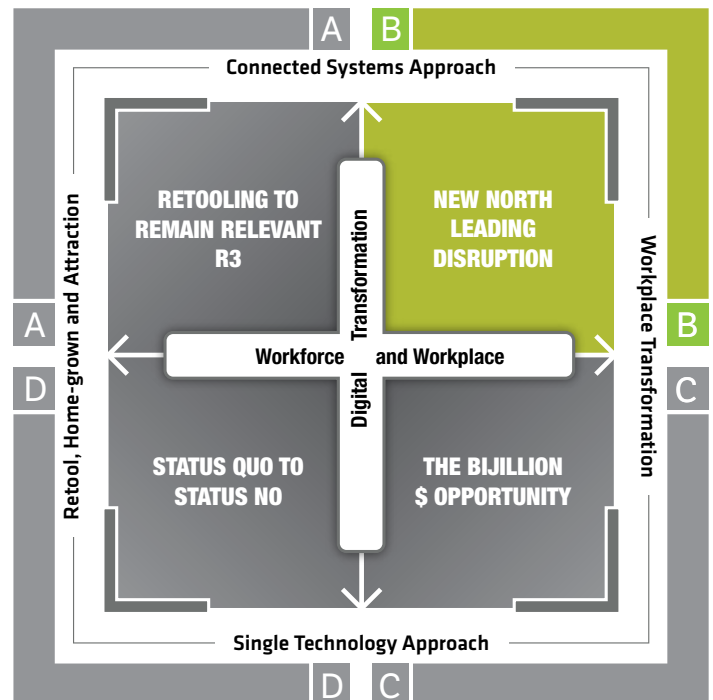 A B
Connected Systems Approach
RETOOLING TO
REMAIN RELEVANT
R3
NEW NORTH
LEADING
DISRUPTION
Retool, Home-grown and Attraction
Workplace Transformation
A
B
Digital Transformation
Workforce and Workplace
D
C
STATUS QUO TO
STATUS NO
THE BIJILLION
$ OPPORTUNITY
Single Technology Approach
D C